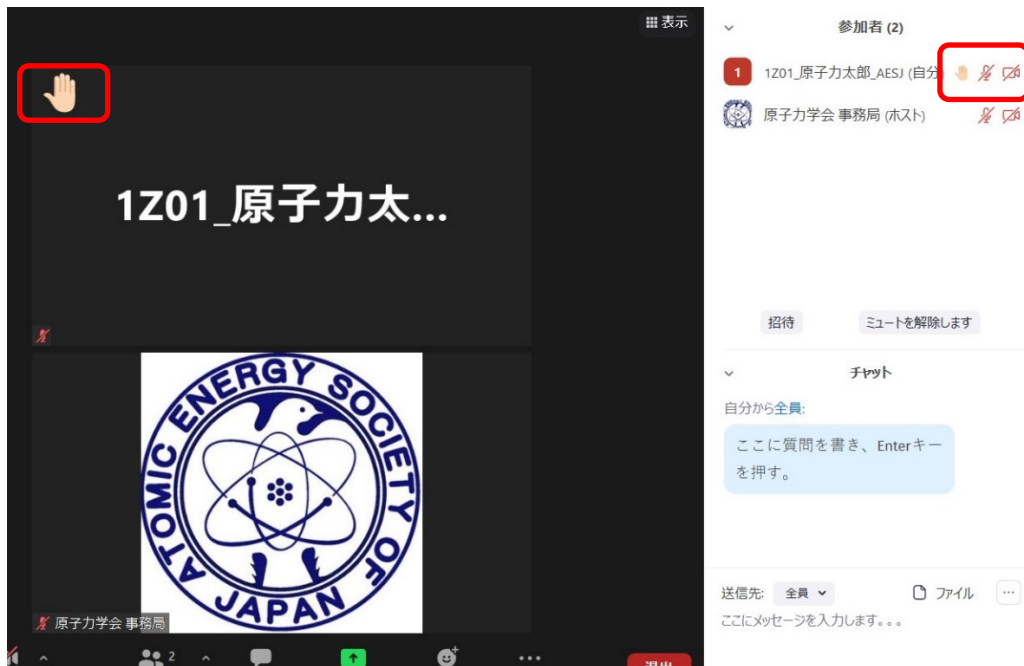 表示
1Z01_原子力太...
ATOMIC ENERGY SOCIETY OF JAPAN
原子力学会 事務局
2
退出
参加者 (2)
1
1Z01_原子力太郎_AESJ (自分)
原子力学会 事務局 (ホスト)
招待
ミュートを解除します
チャット
自分から全員:
ここに質問を書き、Enterキー
を押す。
送信先:
全員
ファイル
ここにメッセージを入力します。。。